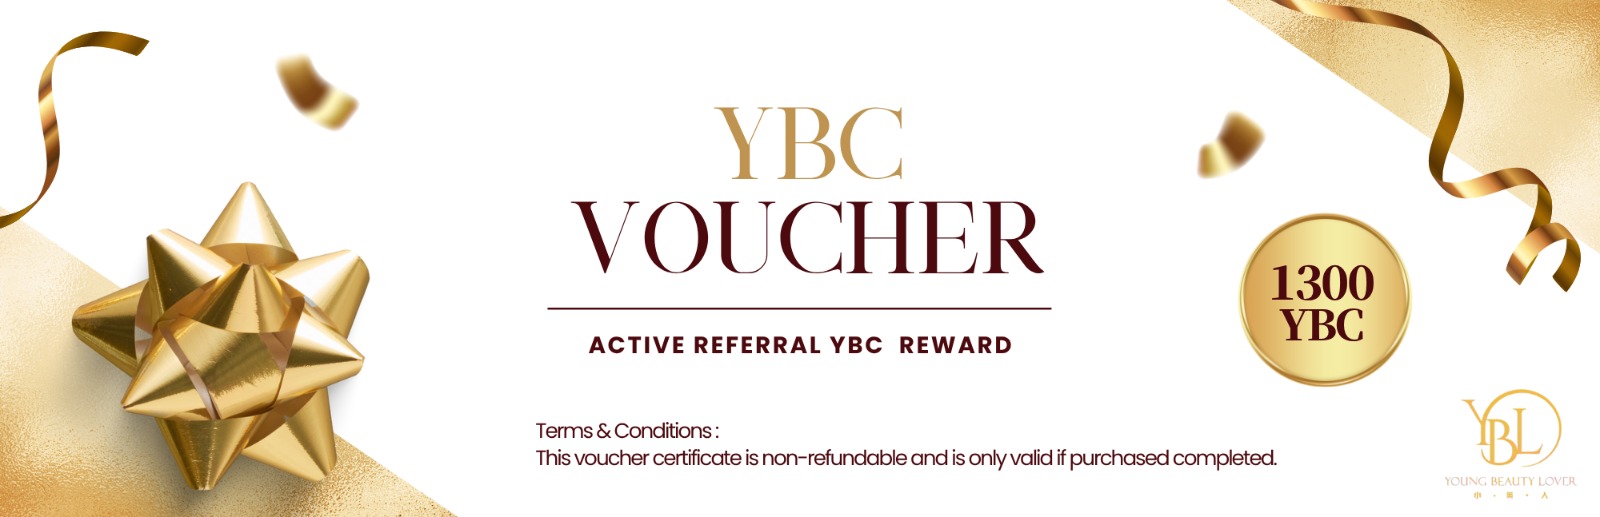 YBC
VOUCHER
ACTIVE REFERRAL YBC REWARD
1300
YBC
Terms & Conditions :
This voucher certificate is non-refundable and is only valid if purchased completed.
YBL
YOUNG BEAUTY LOVER